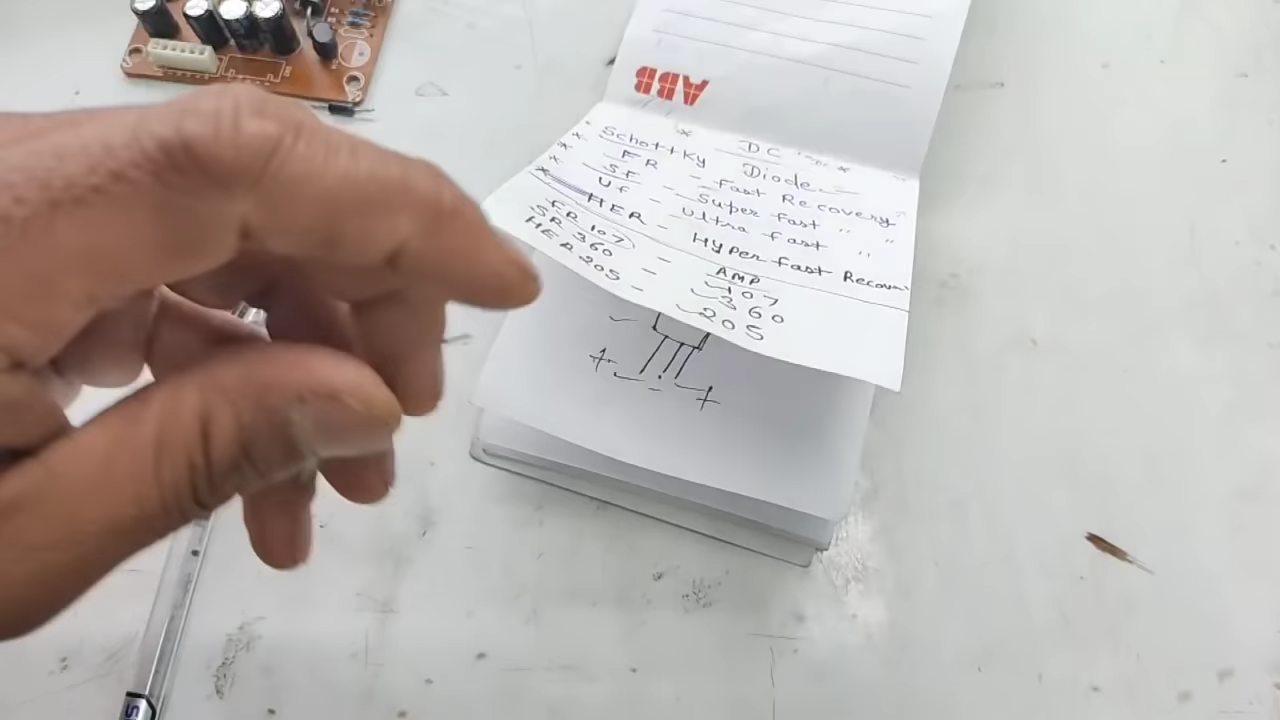 ABB
DC
* Schottky Diode
* FR - Fast Recovery
* SF - Super fast " "
* Uf - Ultra fast " "
HER - Hyper fast Recov
AMP
FR 107 - 107
SR 360 - 360
HER 205 - 205
A
+
-
+